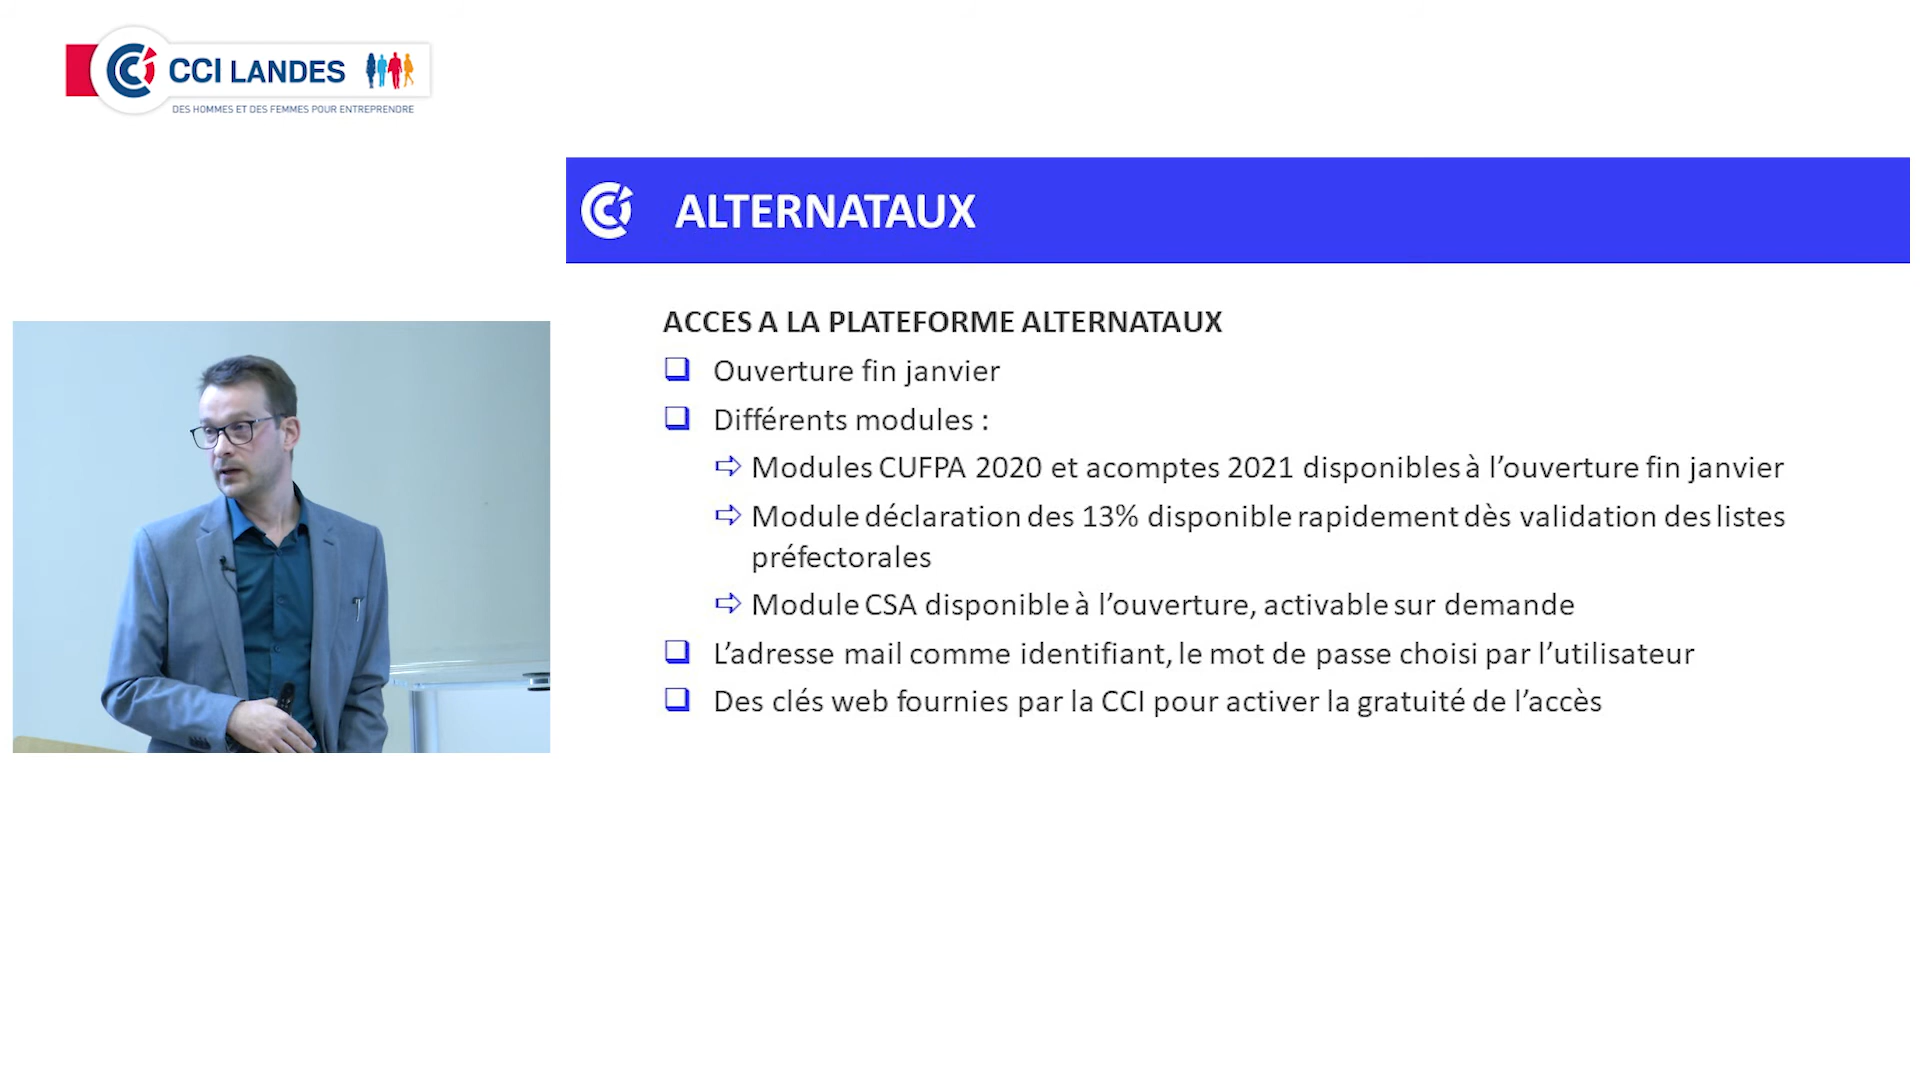 CCI LANDES
DES HOMMES ET DES FEMMES POUR ENTREPRENDRE
ALTERNATAUX
ACCES A LA PLATEFORME ALTERNATAUX
Ouverture fin janvier
Différents modules :
Modules CUFPA 2020 et acomptes 2021 disponibles à l’ouverture fin janvier
Module déclaration des 13% disponible rapidement dès validation des listes
préfectorales
Module CSA disponible à l’ouverture, activable sur demande
L’adresse mail comme identifiant, le mot de passe choisi par l’utilisateur
Des clés web fournies par la CCI pour activer la gratuité de l’accès